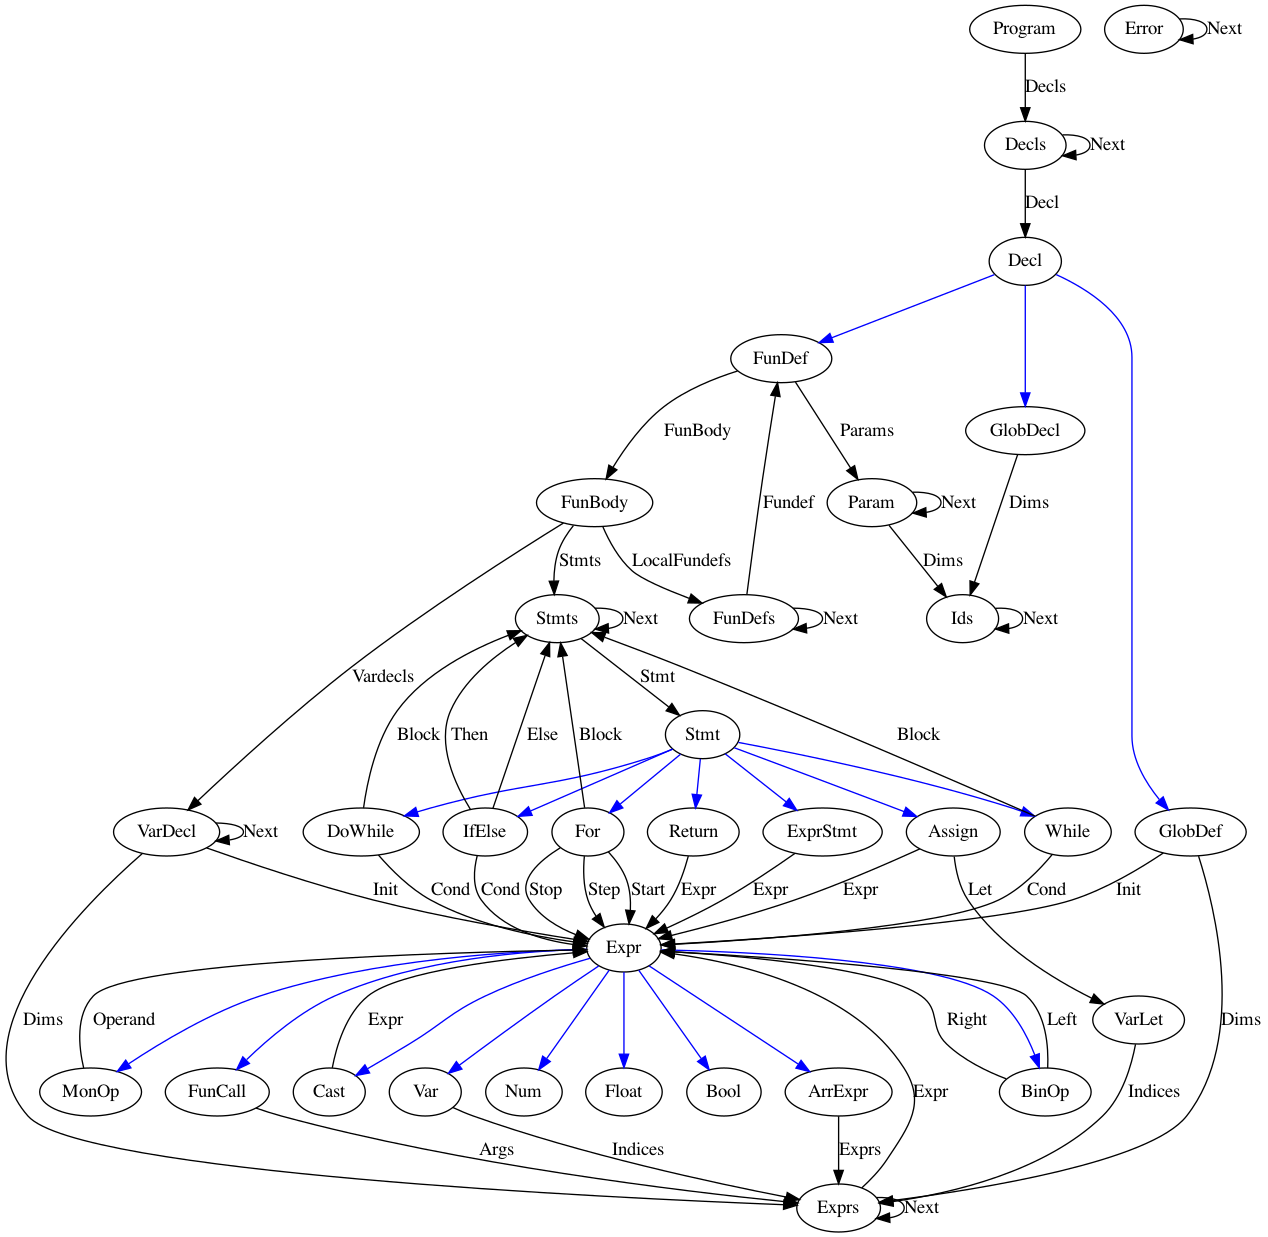 Program
Error
Next
Decls
Decls
Next
Decl
Decl
FunDef
GlobDecl
FunBody
Params
FunBody
Param
Next
Fundef
Dims
Stmts
LocalFundefs
Dims
Stmts
Next
FunDefs
Next
Ids
Next
Vardecls
Stmt
Block
Then
Else
Block
Stmt
Block
VarDecl
Next
DoWhile
IfElse
For
Return
ExprStmt
Assign
While
GlobDef
Init
Cond
Cond
Stop
Step
Start
Expr
Expr
Expr
Let
Cond
Init
Expr
Dims
Operand
Expr
Right
Left
VarLet
Dims
MonOp
FunCall
Cast
Var
Num
Float
Bool
ArrExpr
Expr
BinOp
Indices
Args
Indices
Exprs
Exprs
Next